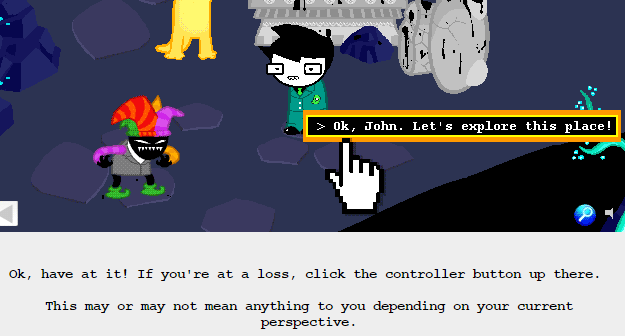 > Ok, John. Let's explore this place!
Ok, have at it! If you're at a loss, click the controller button up there.
This may or may not mean anything to you depending on your current
perspective.